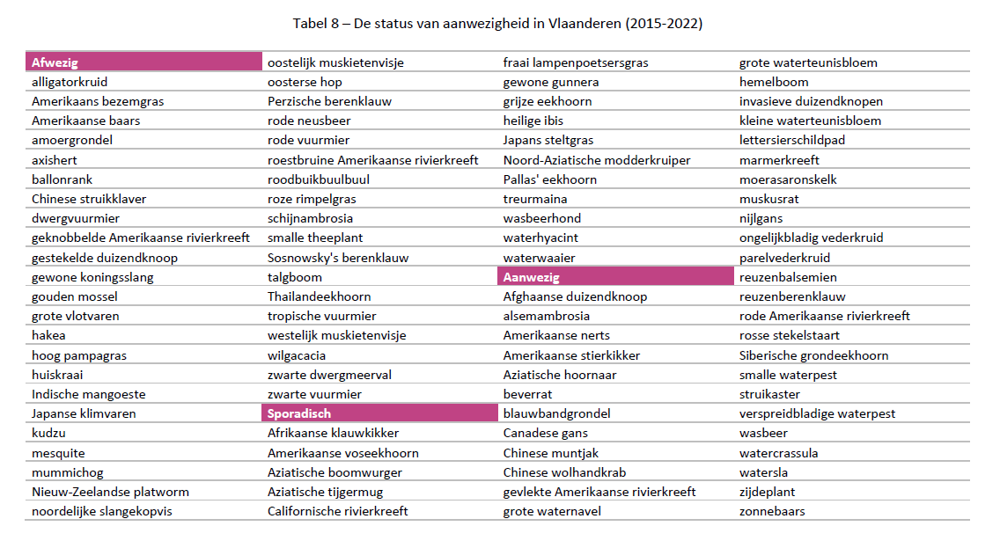 Tabel 8 – De status van aanwezigheid in Vlaanderen (2015-2022)
Afwezig
alligatorkruid
Amerikaans bezemgras
Amerikaanse baars
amoergrondel
axishert
ballonrank
Chinese struikklaver
dwergvuurmier
geknobbelde Amerikaanse rivierkreeft
gestekelde duizendknoop
gewone koningsslang
gouden mossel
grote vlotvaren
hakea
hoog pampagras
huiskraai
Indische mangoeste
Japanse klimvaren
kudzu
mesquite
mummichog
Nieuw-Zeelandse platworm
noordelijke slangekopvis
oostelijk muskietenvisje
oosterse hop
Perzische berenklauw
rode neusbeer
rode vuurmier
roestbruine Amerikaanse rivierkreeft
roodbuikbuulbuul
roze rimpelgras
schijnambrosia
smalle theeplant
Sosnowsky's berenklauw
talgboom
Thailandeekhoorn
tropische vuurmier
westelijk muskietenvisje
wilgacacia
zwarte dwergmeerval
zwarte vuurmier
Sporadisch
Afrikaanse klauwkikker
Amerikaanse voseekhoorn
Aziatische boomwurger
Aziatische tijgermug
Californische rivierkreeft
fraai lampenpoetsersgras
gewone gunnera
grijze eekhoorn
heilige ibis
Japans steltgras
Noord-Aziatische modderkruiper
Pallas' eekhoorn
treurmaina
wasbeerhond
waterhyacint
waterwaaier
Aanwezig
Afghaanse duizendknoop
alsemambrosia
Amerikaanse nerts
Amerikaanse stierkikker
Aziatische hoornaar
beverrat
blauwbandgrondel
Canadese gans
Chinese muntjak
Chinese wolhandkrab
gevlekte Amerikaanse rivierkreeft
grote waternavel
grote waterteunisbloem
hemelboom
invasieve duizendknopen
kleine waterteunisbloem
lettersierschildpad
marmerkreeft
moerasaronskelk
muskusrat
nijlgans
ongelijkbladig vederkruid
parelvederkruid
reuzenbalsemien
reuzenberenklauw
rode Amerikaanse rivierkreeft
rosse stekelstaart
Siberische grondeekhoorn
smalle waterpest
struikaster
verspreidbladige waterpest
wasbeer
watercrassula
watersla
zijdeplant
zonnebaars